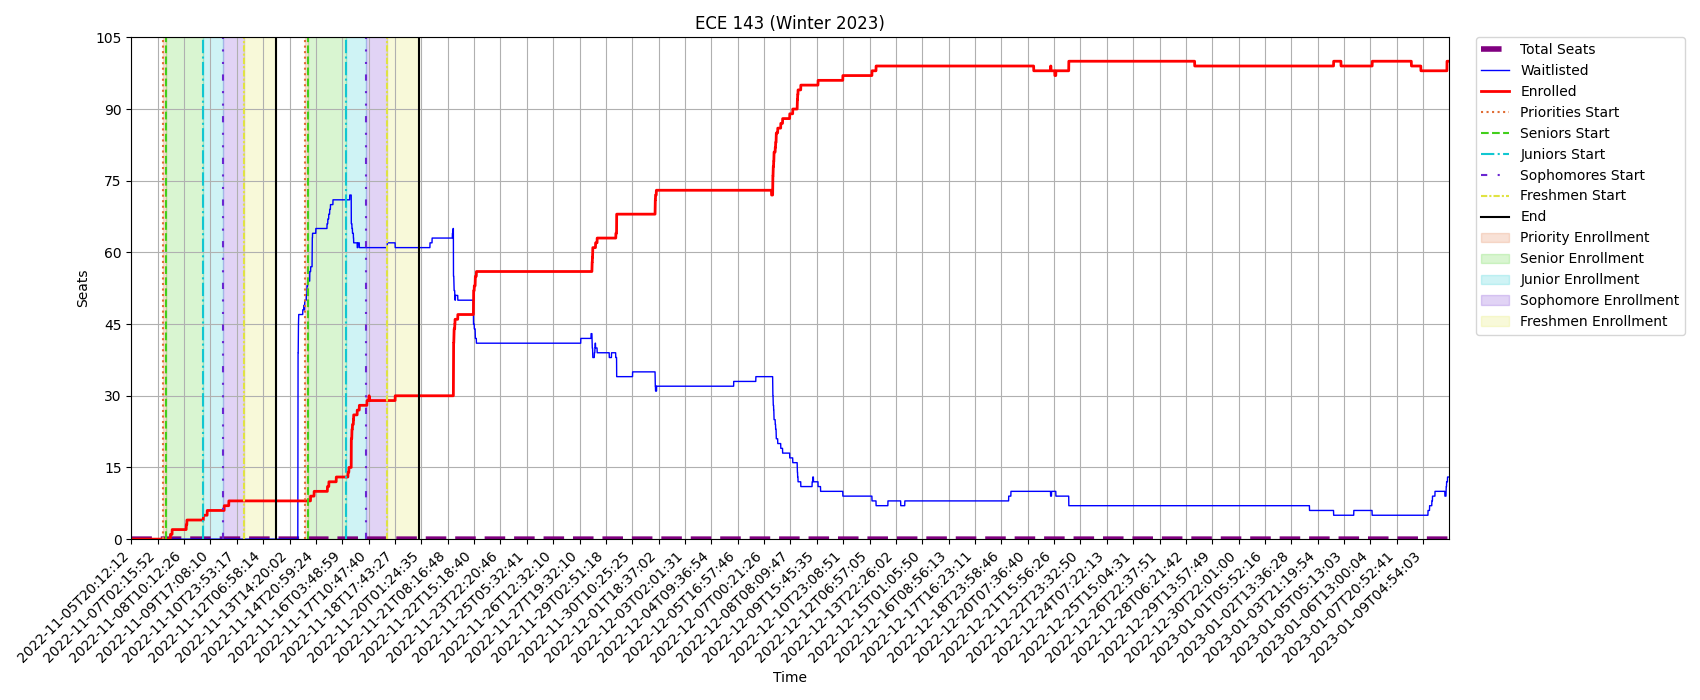 ECE 143 (Winter 2023)
105
90
75
60
45
30
15
0
Seats
2022-11-05T20:12:12
2022-11-07T02:15:52
2022-11-08T10:12:26
2022-11-09T17:08:10
2022-11-10T23:53:17
2022-11-12T06:58:14
2022-11-13T14:20:02
2022-11-14T20:59:24
2022-11-16T03:48:59
2022-11-17T10:47:40
2022-11-18T17:43:27
2022-11-20T01:24:35
2022-11-21T08:16:48
2022-11-22T15:18:40
2022-11-23T22:20:46
2022-11-25T05:32:41
2022-11-26T12:32:10
2022-11-27T19:32:10
2022-11-29T02:51:18
2022-11-30T10:25:25
2022-12-01T18:37:02
2022-12-03T02:01:31
2022-12-04T09:36:54
2022-12-05T16:57:46
2022-12-07T00:21:26
2022-12-08T08:09:47
2022-12-09T15:45:35
2022-12-10T23:08:51
2022-12-12T06:57:05
2022-12-13T12:26:02
2022-12-15T01:05:50
2022-12-16T08:56:13
2022-12-17T16:23:11
2022-12-18T23:58:46
2022-12-20T07:36:40
2022-12-21T15:56:26
2022-12-22T23:32:50
2022-12-24T07:22:13
2022-12-25T15:04:31
2022-12-26T22:37:51
2022-12-28T06:21:42
2022-12-29T13:57:49
2022-12-30T22:01:00
2023-01-01T05:52:16
2023-01-02T13:36:28
2023-01-03T21:19:54
2023-01-05T05:13:03
2023-01-06T13:00:04
2023-01-07T20:52:41
2023-01-09T04:54:03
Time
Total Seats
Waitlisted
Enrolled
Priorities Start
Seniors Start
Juniors Start
Sophomores Start
Freshmen Start
End
Priority Enrollment
Senior Enrollment
Junior Enrollment
Sophomore Enrollment
Freshmen Enrollment